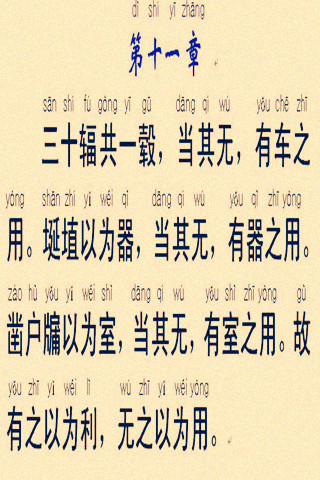 dì shí yī zhāng
第十一章
sān shí fú gòng yī gǔ dāng qí wú yǒu chē zhī
三十辐共一毂，当其无，有车之
yòng shān zhí yǐ wéi qì dāng qí wú yǒu qì zhī yòng
用。埏埴以为器，当其无，有器之用。
záo hù yǒu yǐ wéi shì dāng qí wú yǒu shì zhī yòng gù
凿户牖以为室，当其无，有室之用。故
yǒu zhī yǐ wéi lì wú zhī yǐ wéi yòng
有之以为利，无之以为用。